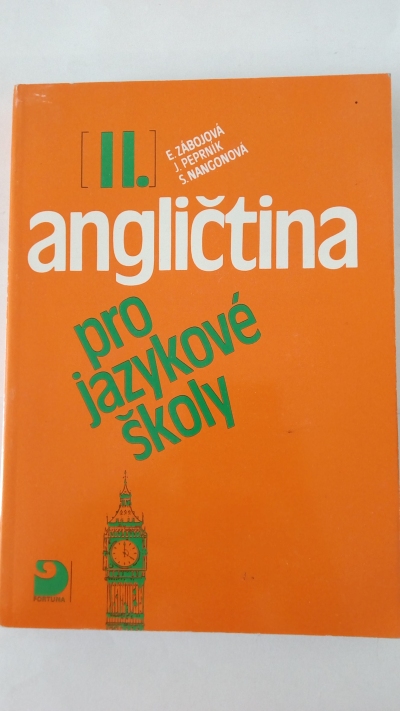 [II.]
E. ZÁBOJOVÁ
J. PEPRNÍK
S. NANGONOVÁ
angličtina
pro
jazykové
školy
FORTUNA